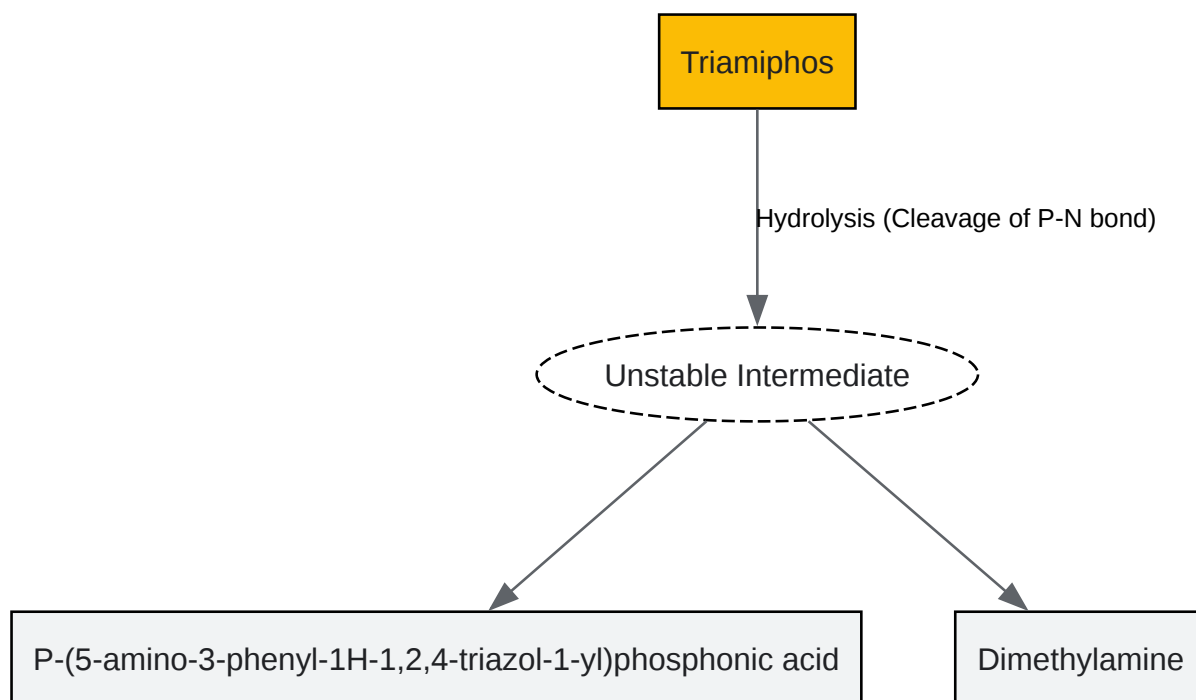 Triamiphos
Hydrolysis (Cleavage of P-N bond)
Unstable Intermediate
P-(5-amino-3-phenyl-1H-1,2,4-triazol-1-yl)phosphonic acid
Dimethylamine